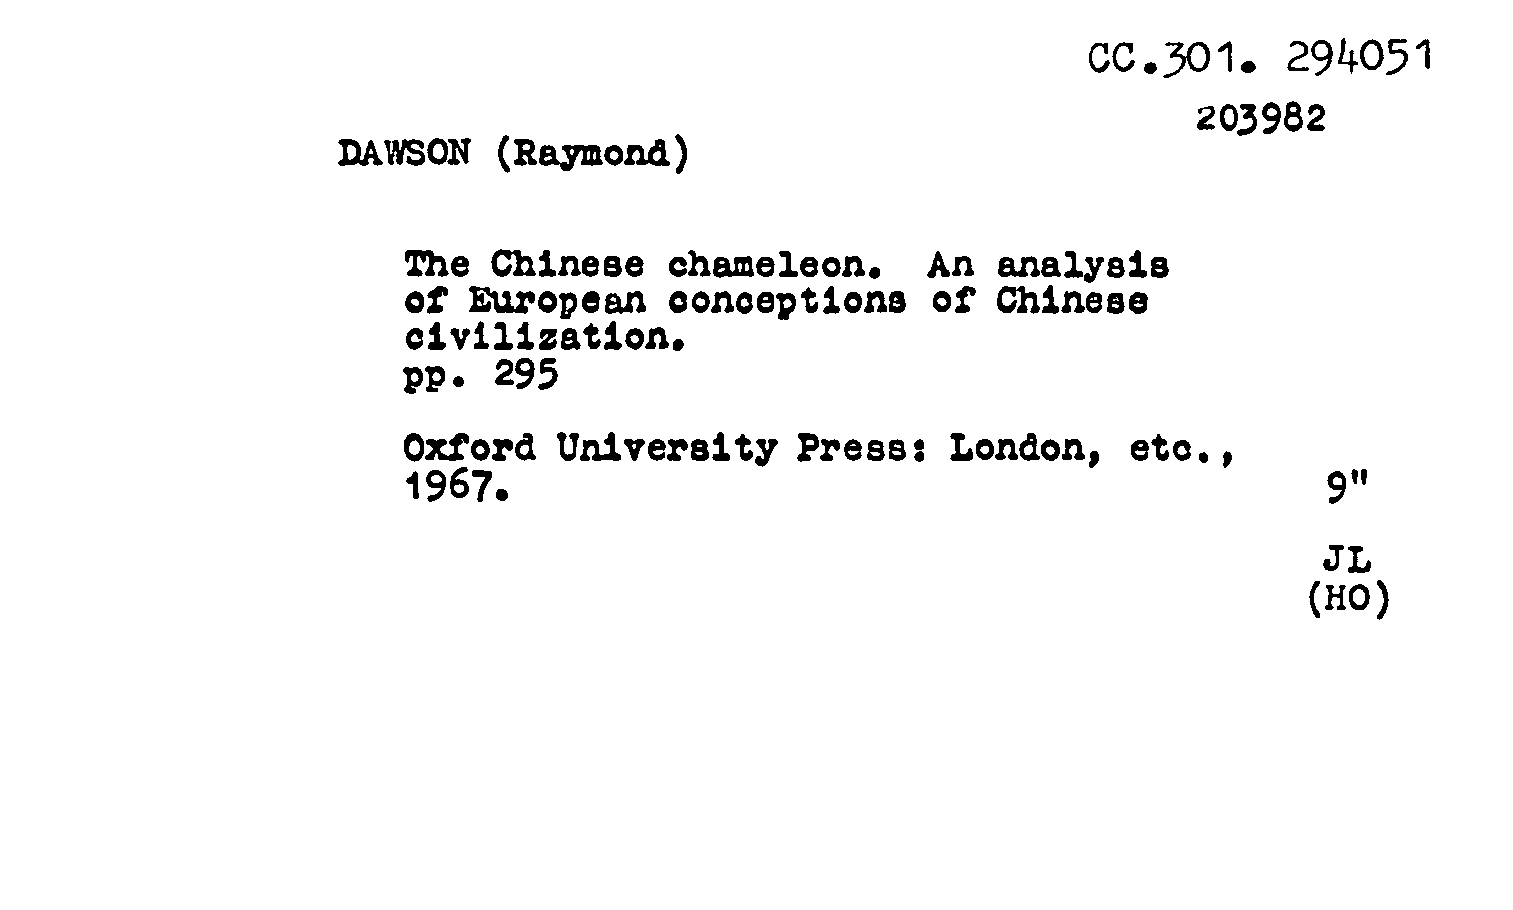 CC.301. 294051
203982
DAWSON (Raymond)
The Chinese chameleon. An analysis
of European conceptions of Chinese
civilization.
pp. 295
Oxford University Press: London, etc.,
1967.
9"
JL
(HO)